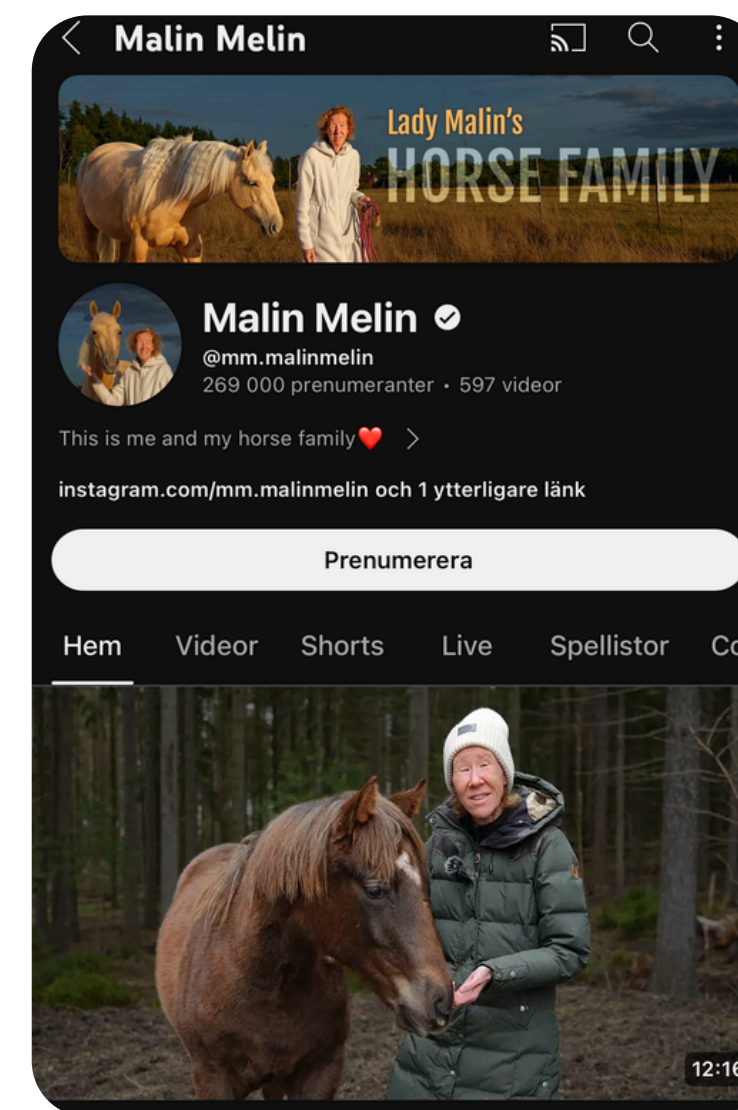 Malin Melin
Lady Malin's
HORSE FAMILY
Malin Melin
@mm.malinmelin
269 000 prenumeranter • 597 videor
This is me and my horse family❤️
instagram.com/mm.malinmelin och 1 ytterligare länk
Prenumerera
Hem Videor Shorts Live Spellistor Co
12:16